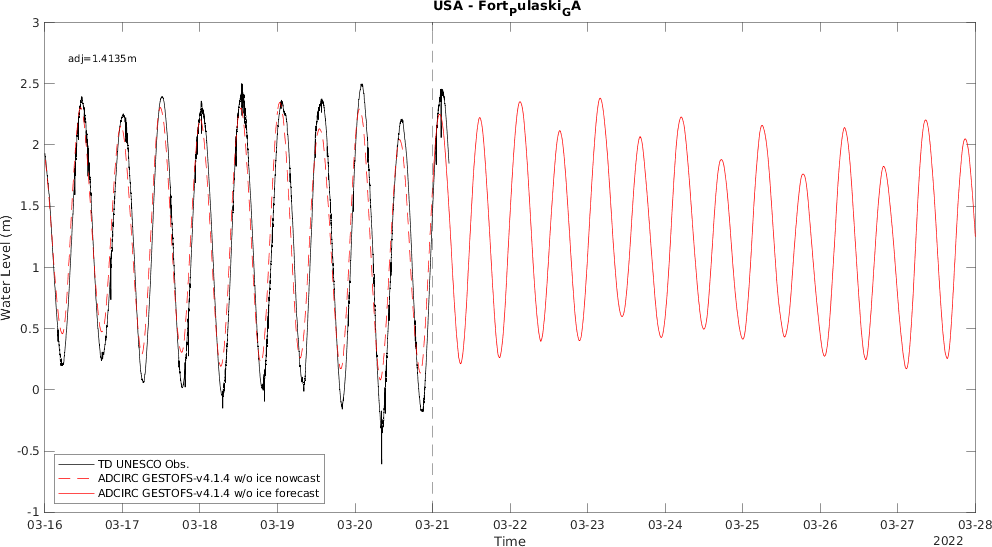 USA - Fort_Pulaski_GA
3
adj=1.4135m
2.5
2
1.5
1
0.5
0
-0.5
-1
Water Level (m)
TD UNESCO Obs.
ADCIRC GESTOFS-v4.1.4 w/o ice nowcast
ADCIRC GESTOFS-v4.1.4 w/o ice forecast
03-16 03-17 03-18 03-19 03-20 03-21 03-22 03-23 03-24 03-25 03-26 03-27 03-28
Time
2022